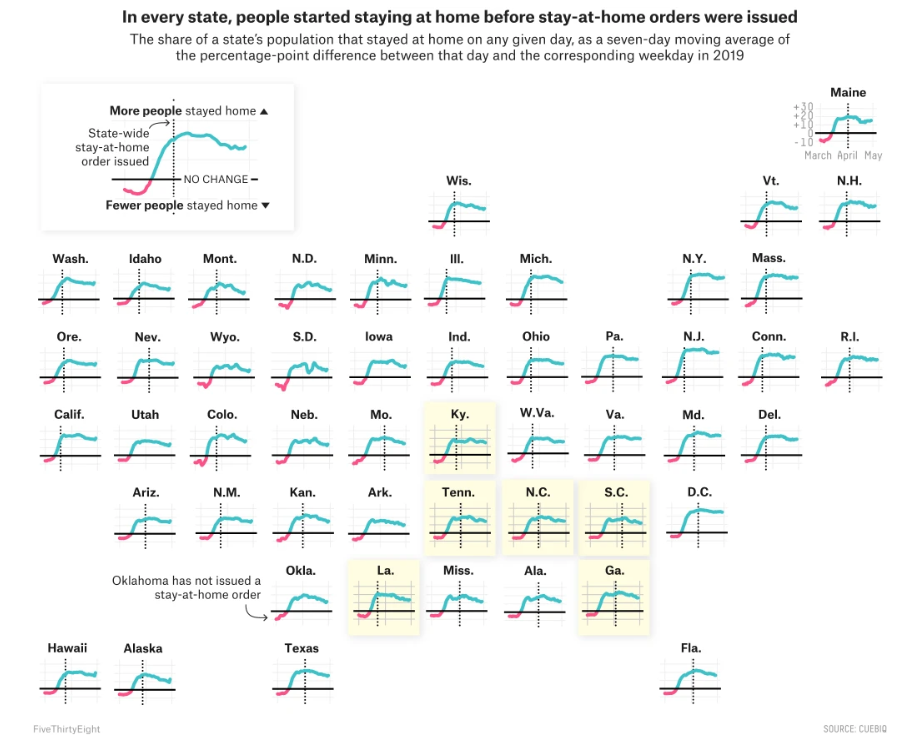 In every state, people started staying at home before stay-at-home orders were issued
The share of a state's population that stayed at home on any given day, as a seven-day moving average of
the percentage-point difference between that day and the corresponding weekday in 2019
More people stayed home ▲
State-wide
stay-at-home
order issued
NO CHANGE
Fewer people stayed home ▼
Maine
+30
+20
+10
0
-10
March April May
Wis. Vt. N.H.
Wash. Idaho Mont. N.D. Minn. Ill. Mich. N.Y. Mass.
Ore. Nev. Wyo. S.D. Iowa Ind. Ohio Pa. N.J. Conn. R.I.
Calif. Utah Colo. Neb. Mo. Ky. W.Va. Va. Md. Del.
Ariz. N.M. Kan. Ark. Tenn. N.C. S.C. D.C.
Oklahoma has not issued a
stay-at-home order
Okla. La. Miss. Ala. Ga.
Hawaii Alaska Texas Fla.
FiveThirtyEight SOURCE: CUEBIQ